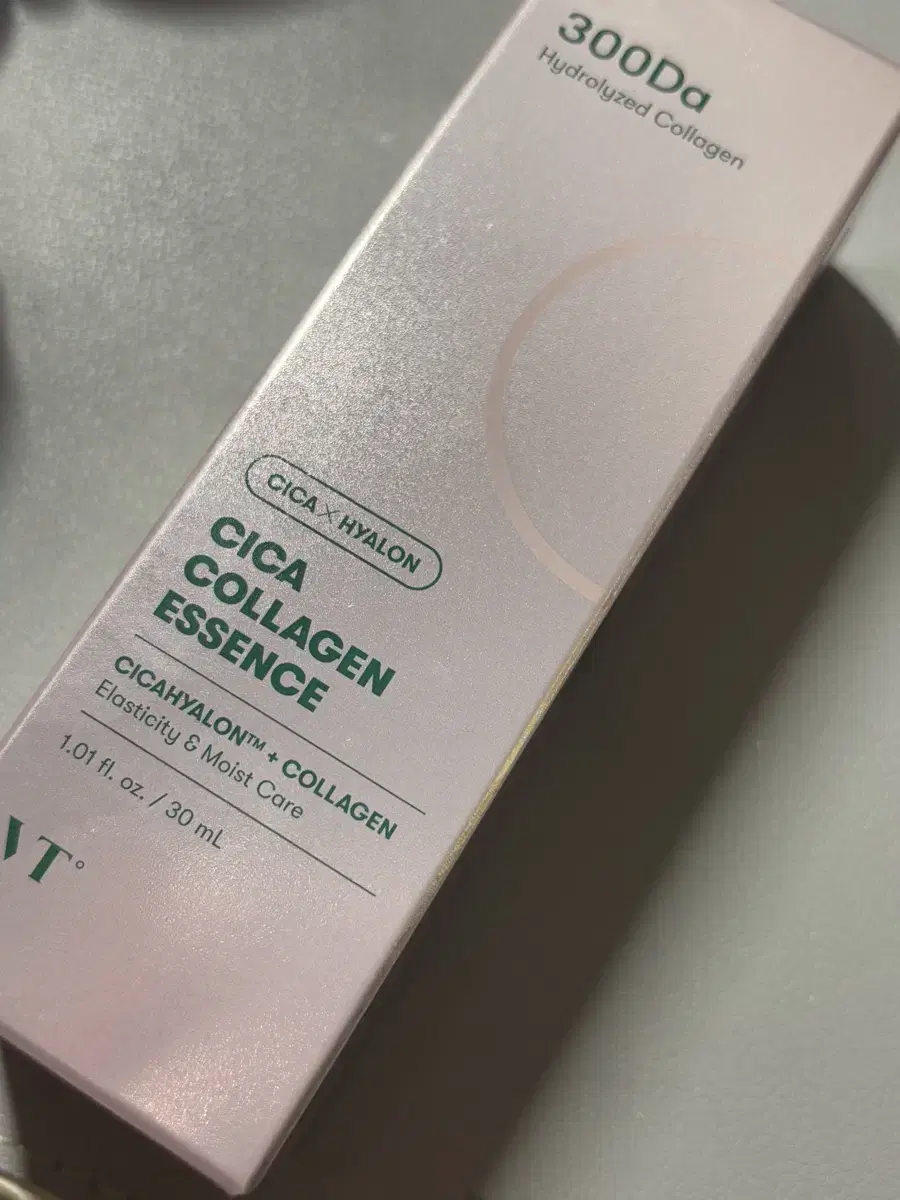 300Da
Hydrolyzed Collagen
CICA × HYALON
CICA
COLLAGEN
ESSENCE
CICAHYALON™ + COLLAGEN
Elasticity & Moist Care
1.01 fl. oz. / 30 mL
VT°